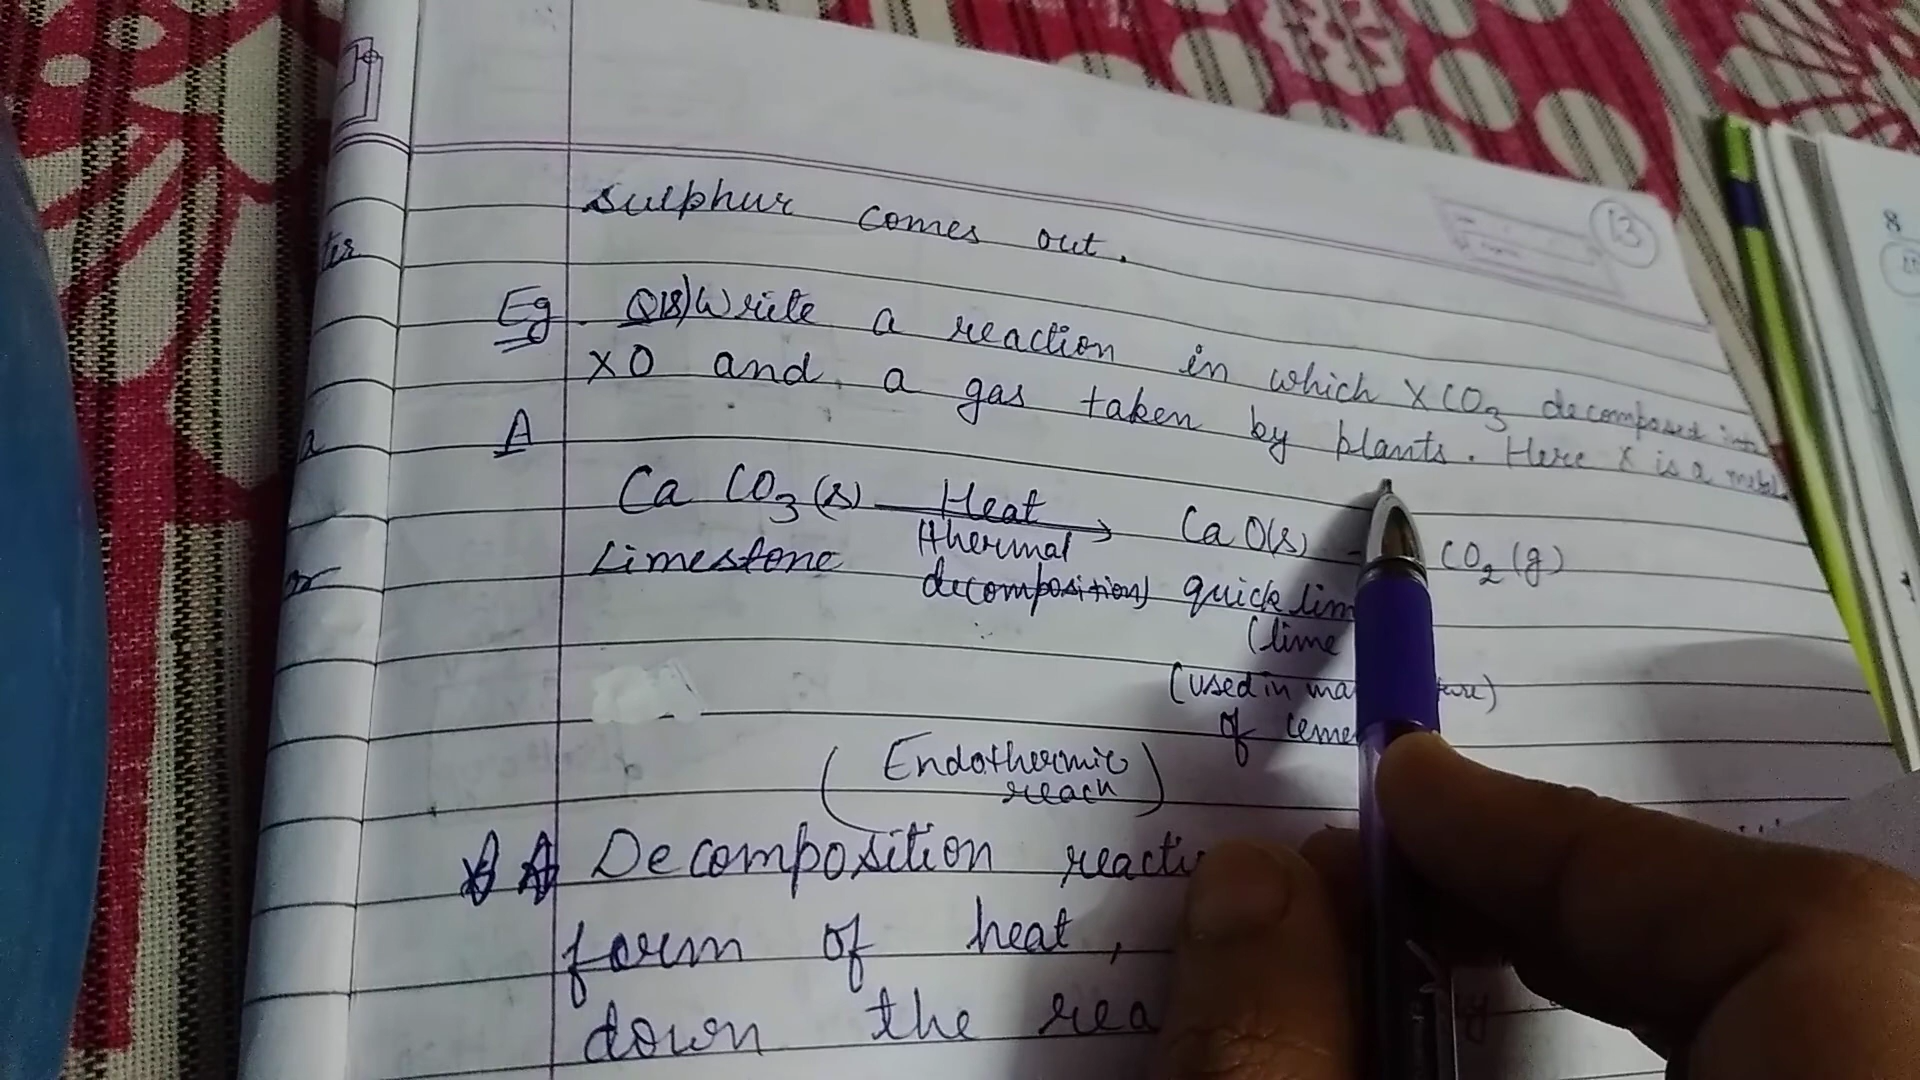 13
sulphur comes out.
Eg. Q18) Write a reaction in which XCO3 decomposed into
XO and a gas taken by plants. Here X is a metal.
A
CaCO3(s) Heat → CaO(s) CO2(g)
Limestone (thermal decomposition) quick lim
(lime
(used in ma ture)
of ceme
(Endothermic
reacn)
Decomposition reacti
form of heat,
down the rea